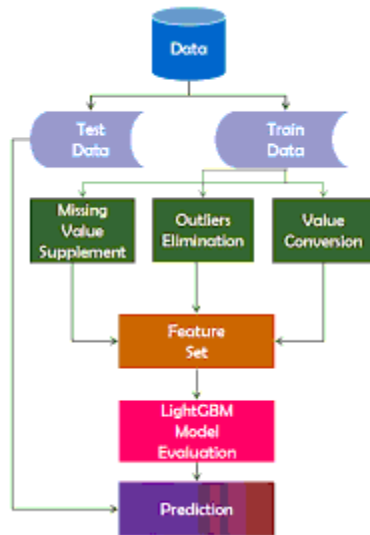 Data
Test
Data
Train
Data
Missing
Value
Supplement
Outliers
Elimination
Value
Conversion
Feature
Set
LightGBM
Model
Evaluation
Prediction